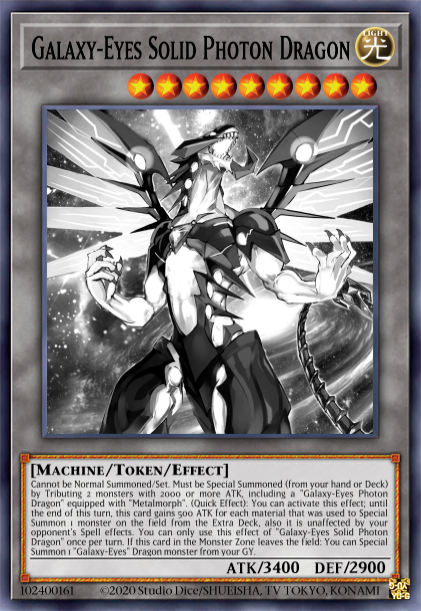 GALAXY-EYES SOLID PHOTON DRAGON
LIGHT
光
[MACHINE/TOKEN/EFFECT]
Cannot be Normal Summoned/Set. Must be Special Summoned (from your hand or Deck)
by Tributing 2 monsters with 2000 or more ATK, including a "Galaxy-Eyes Photon
Dragon" equipped with "Metalmorph". (Quick Effect): You can activate this effect; until
the end of this turn, this card gains 500 ATK for each material that was used to Special
Summon 1 monster on the field from the Extra Deck, also it is unaffected by your
opponent's Spell effects. You can only use this effect of "Galaxy-Eyes Solid Photon
Dragon" once per turn. If this card in the Monster Zone leaves the field: You can Special
Summon 1 "Galaxy-Eyes" Dragon monster from your GY.
ATK/3400 DEF/2900
102400161 ©2020 Studio Dice/SHUEISHA, TV TOKYO, KONAMI